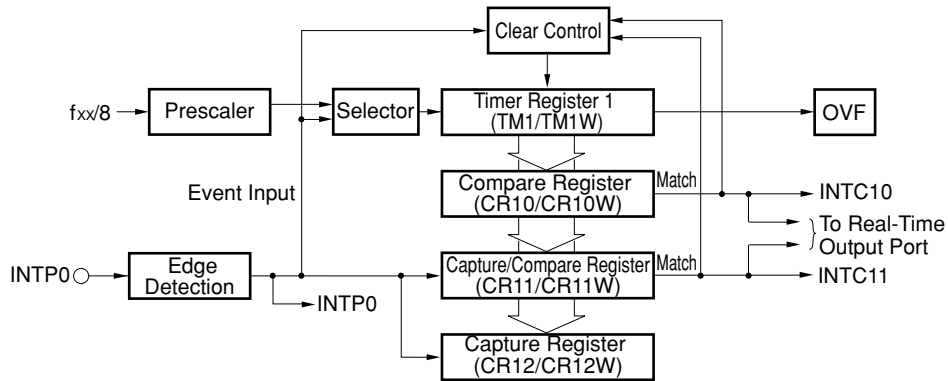 Clear Control
fxx/8
Prescaler
Selector
Timer Register 1
(TM1/TM1W)
OVF
Event Input
Compare Register
(CR10/CR10W)
Match
INTC10
To Real-Time
Output Port
INTP0
Edge
Detection
Capture/Compare Register
(CR11/CR11W)
Match
INTC11
INTP0
Capture Register
(CR12/CR12W)